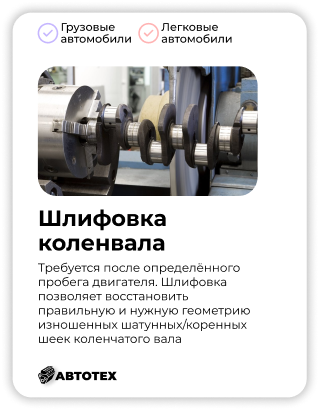 Грузовые
автомобили
Легковые
автомобили
Шлифовка
коленвала
Требуется после определённого
пробега двигателя. Шлифовка
позволяет восстановить
правильную и нужную геометрию
изношенных шатунных/коренных
шеек коленчатого вала
АВТОТЕХ